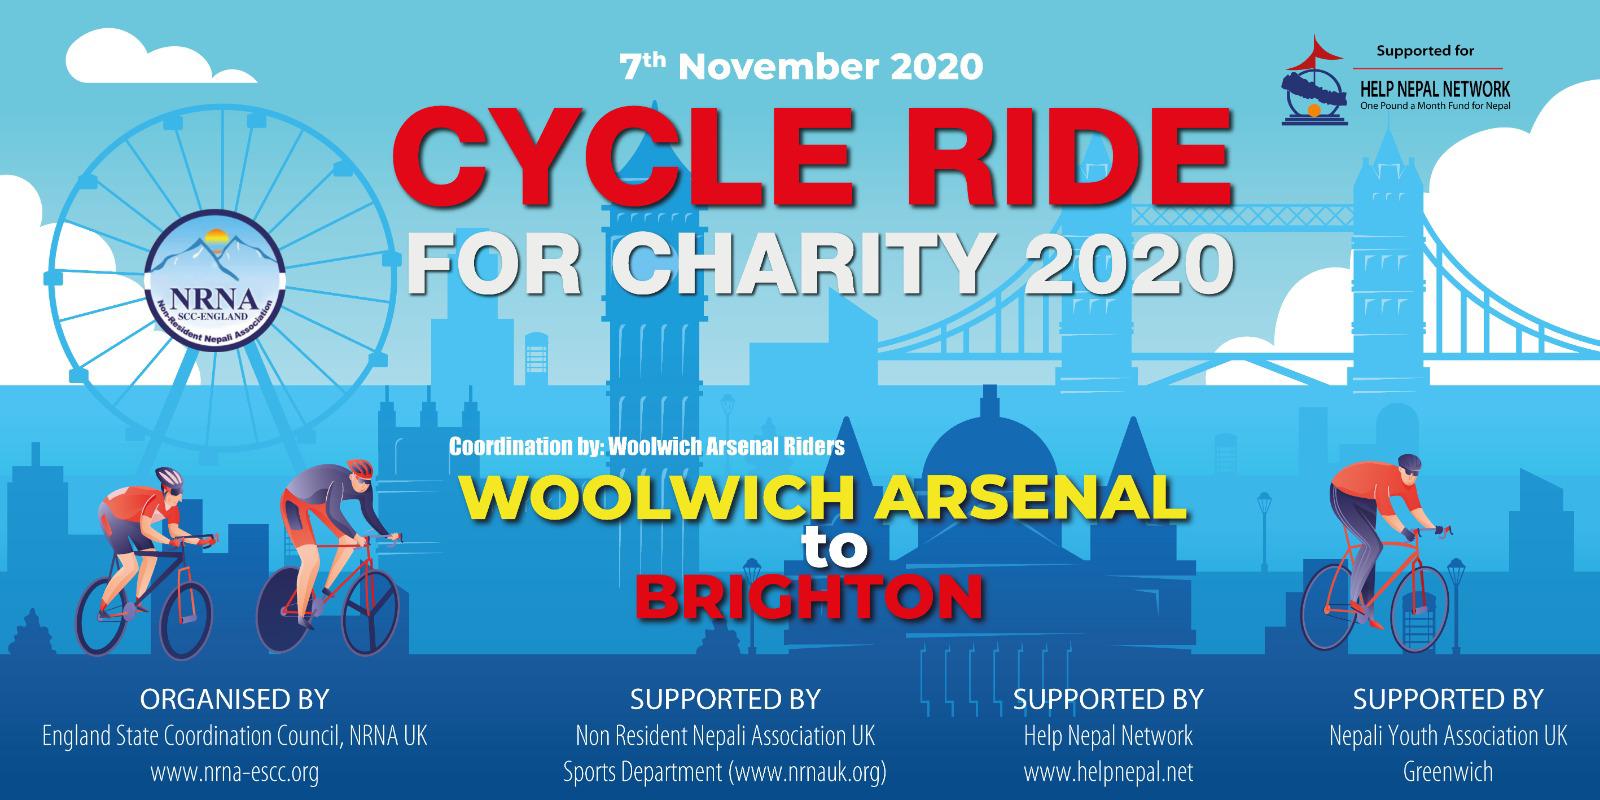 7th November 2020
Supported for
HELP NEPAL NETWORK
One Pound a Month Fund for Nepal
CYCLE RIDE
FOR CHARITY 2020
NRNA
SCC-ENGLAND
Non-Resident Nepali Association
Coordination by: Woolwich Arsenal Riders
WOOLWICH ARSENAL
to
BRIGHTON
ORGANISED BY
England State Coordination Council, NRNA UK
www.nrna-escc.org
SUPPORTED BY
Non Resident Nepali Association UK
Sports Department (www.nrnauk.org)
SUPPORTED BY
Help Nepal Network
www.helpnepal.net
SUPPORTED BY
Nepali Youth Association UK
Greenwich